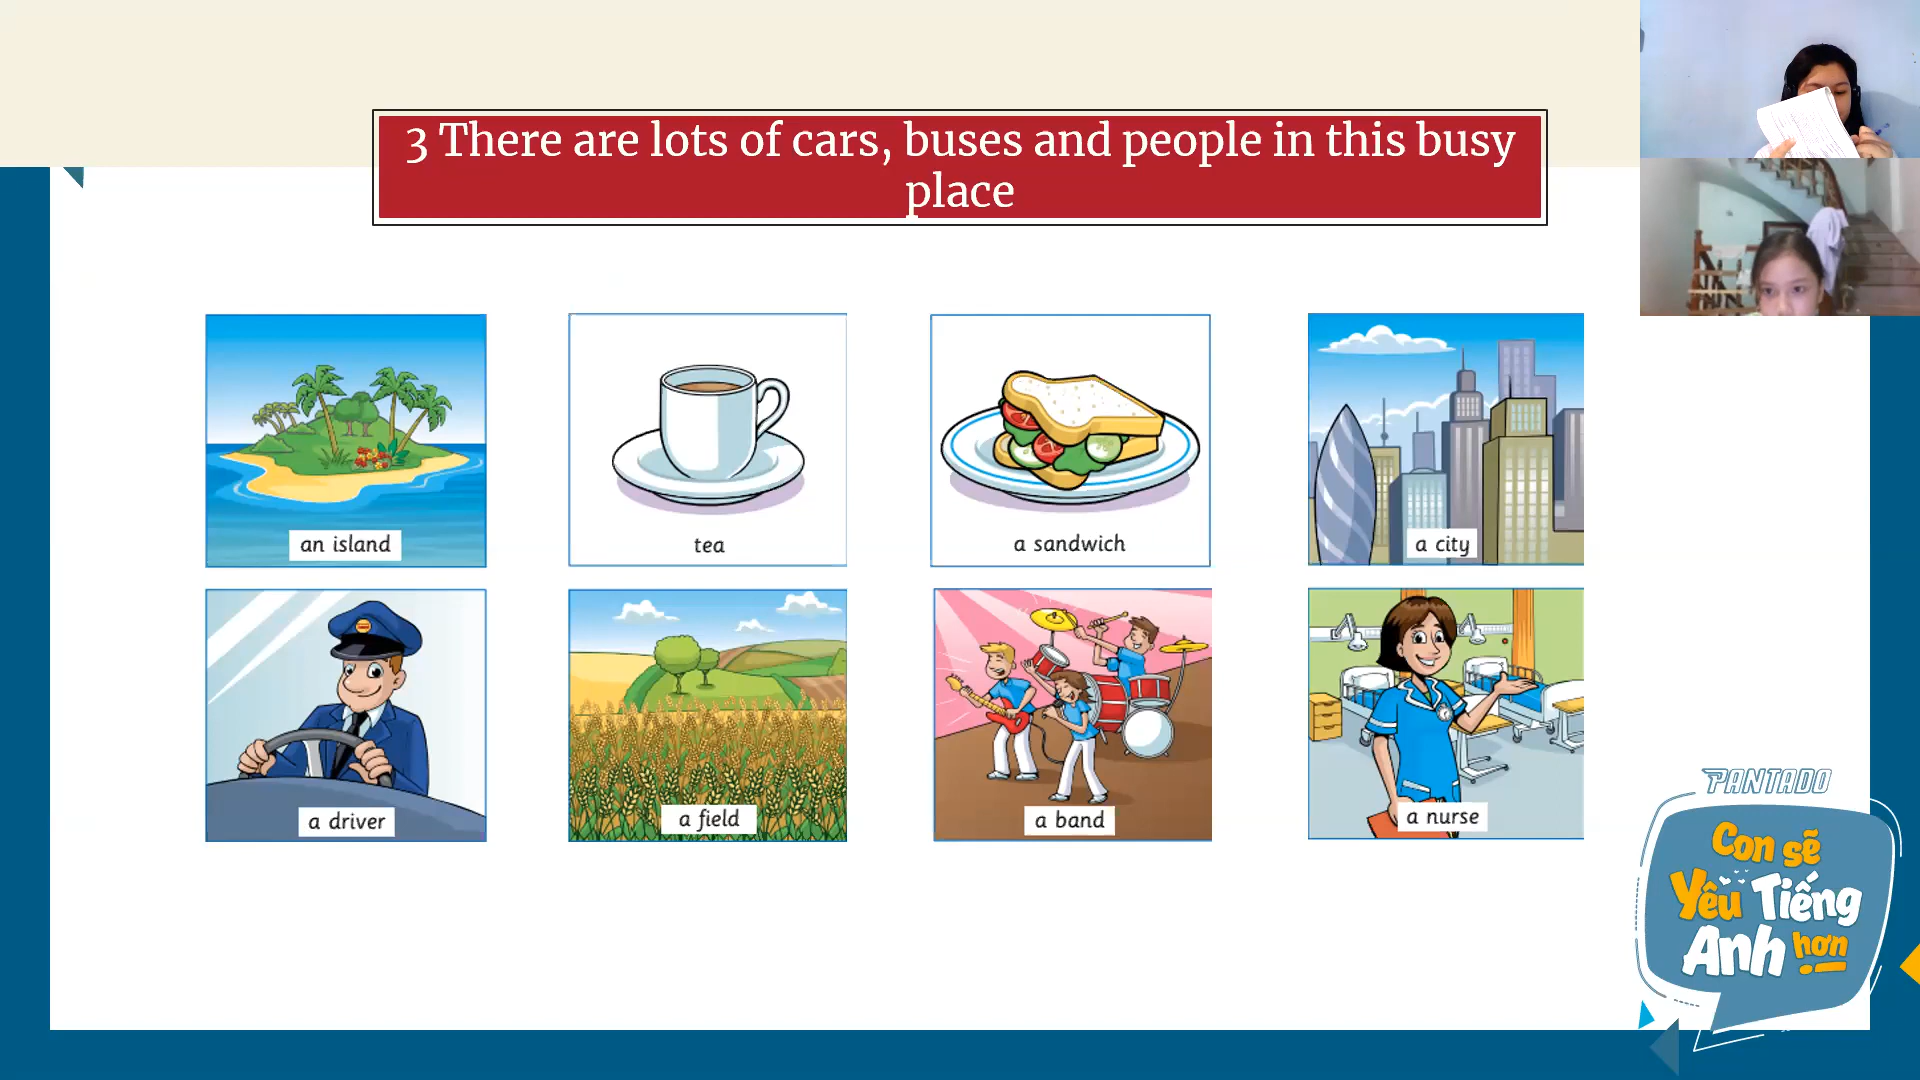 3 There are lots of cars, buses and people in this busy
place
an island
tea
a sandwich
a city
a driver
a field
a band
a nurse
PANTADO
Con sẽ
Yêu Tiếng
Anh hơn